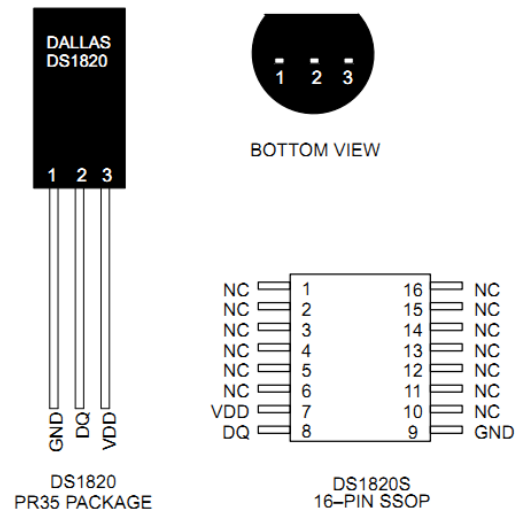 DALLAS
DS1820
1 2 3
GND DQ VDD
DS1820
PR35 PACKAGE
1 2 3
BOTTOM VIEW
NC 1 16 NC
NC 2 15 NC
NC 3 14 NC
NC 4 13 NC
NC 5 12 NC
NC 6 11 NC
VDD 7 10 NC
DQ 8 9 GND
DS1820S
16–PIN SSOP